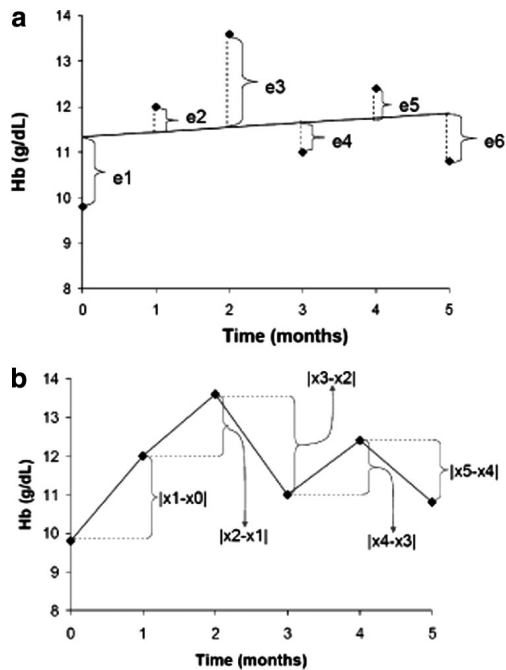 a
14
13
12
11
10
9
8
Hb (g/dL)
e1
e2
e3
e4
e5
e6
0 1 2 3 4 5
Time (months)
b
14
13
12
11
10
9
8
Hb (g/dL)
|x1-x0|
|x2-x1|
|x3-x2|
|x4-x3|
|x5-x4|
0 1 2 3 4 5
Time (months)